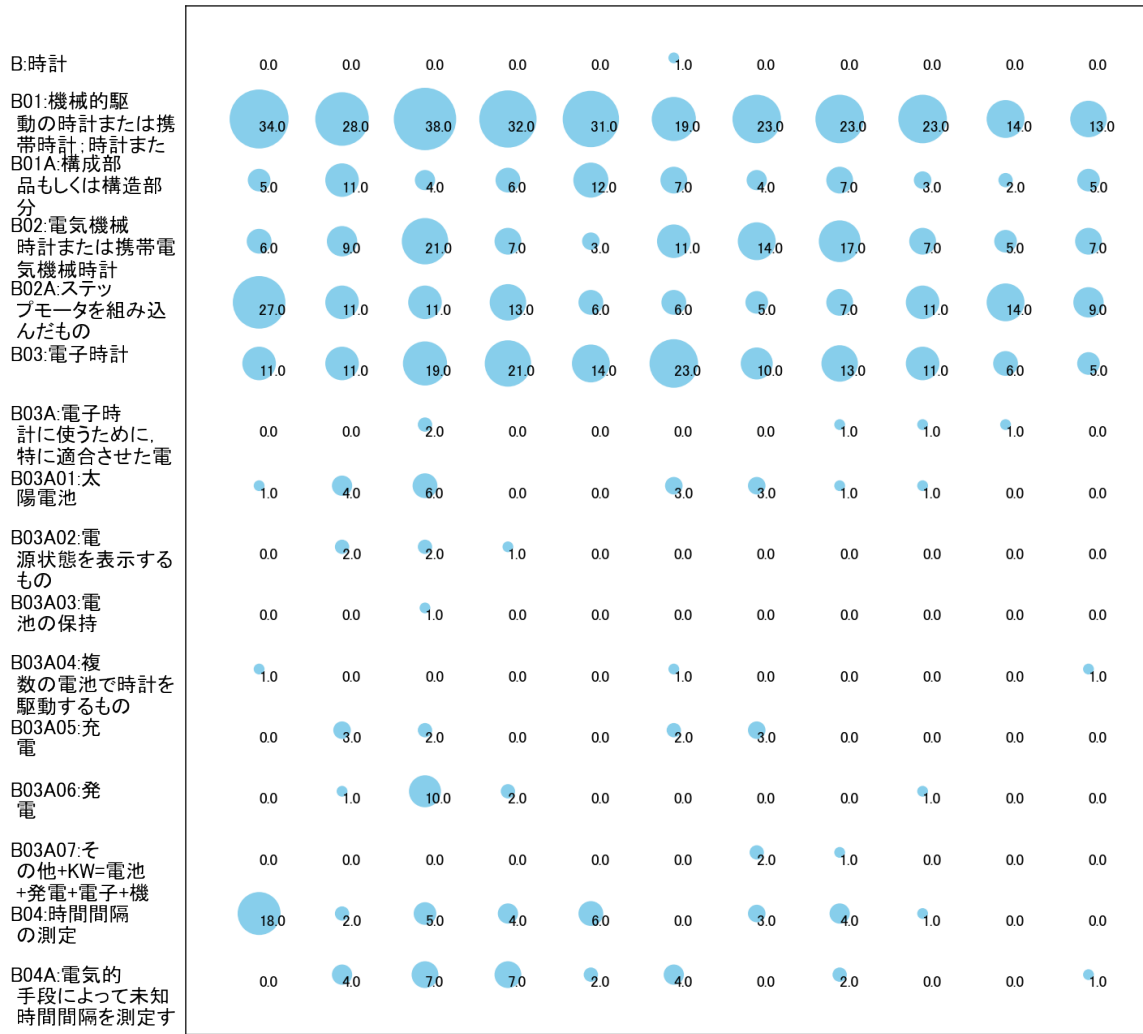 B:時計
0.0 0.0 0.0 0.0 0.0 1.0 0.0 0.0 0.0 0.0 0.0
B01:機械的駆
動の時計または携
帯時計;時計また
34.0 28.0 38.0 32.0 31.0 19.0 23.0 23.0 23.0 14.0 13.0
B01A:構成部
品もしくは構造部
分
5.0 11.0 4.0 6.0 12.0 7.0 4.0 7.0 3.0 2.0 5.0
B02:電気機械
時計または携帯電
気機械時計
6.0 9.0 21.0 7.0 3.0 11.0 14.0 17.0 7.0 5.0 7.0
B02A:ステッ
プモータを組み込
んだもの
27.0 11.0 11.0 13.0 6.0 6.0 5.0 7.0 11.0 14.0 9.0
B03:電子時計
11.0 11.0 19.0 21.0 14.0 23.0 10.0 13.0 11.0 6.0 5.0
B03A:電子時
計に使うために,
特に適合させた電
0.0 0.0 2.0 0.0 0.0 0.0 0.0 1.0 1.0 1.0 0.0
B03A01:太
陽電池
1.0 4.0 6.0 0.0 0.0 3.0 3.0 1.0 1.0 0.0 0.0
B03A02:電
源状態を表示する
もの
0.0 2.0 2.0 1.0 0.0 0.0 0.0 0.0 0.0 0.0 0.0
B03A03:電
池の保持
0.0 0.0 1.0 0.0 0.0 0.0 0.0 0.0 0.0 0.0 0.0
B03A04:複
数の電池で時計を
駆動するもの
1.0 0.0 0.0 0.0 0.0 1.0 0.0 0.0 0.0 0.0 1.0
B03A05:充
電
0.0 3.0 2.0 0.0 0.0 2.0 3.0 0.0 0.0 0.0 0.0
B03A06:発
電
0.0 1.0 10.0 2.0 0.0 0.0 0.0 0.0 1.0 0.0 0.0
B03A07:そ
の他+KW=電池
+発電+電子+機
0.0 0.0 0.0 0.0 0.0 0.0 2.0 1.0 0.0 0.0 0.0
B04:時間間隔
の測定
18.0 2.0 5.0 4.0 6.0 0.0 3.0 4.0 1.0 0.0 0.0
B04A:電気的
手段によって未知
時間間隔を測定す
0.0 4.0 7.0 7.0 2.0 4.0 0.0 2.0 0.0 0.0 1.0